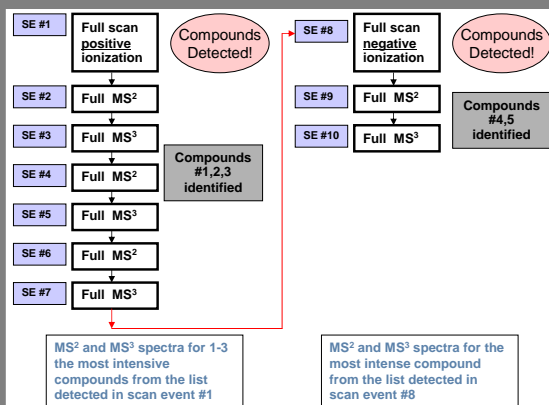 SE #1
Full scan
positive
ionization
Compounds
Detected!
SE #2
Full MS²
SE #3
Full MS³
SE #4
Full MS²
Compounds
#1,2,3
identified
SE #5
Full MS³
SE #6
Full MS²
SE #7
Full MS³
MS² and MS³ spectra for 1-3
the most intensive
compounds from the list
detected in scan event #1
SE #8
Full scan
negative
ionization
Compounds
Detected!
SE #9
Full MS²
SE #10
Full MS³
Compounds
#4,5
identified
MS² and MS³ spectra for the
most intense compound
from the list detected in
scan event #8